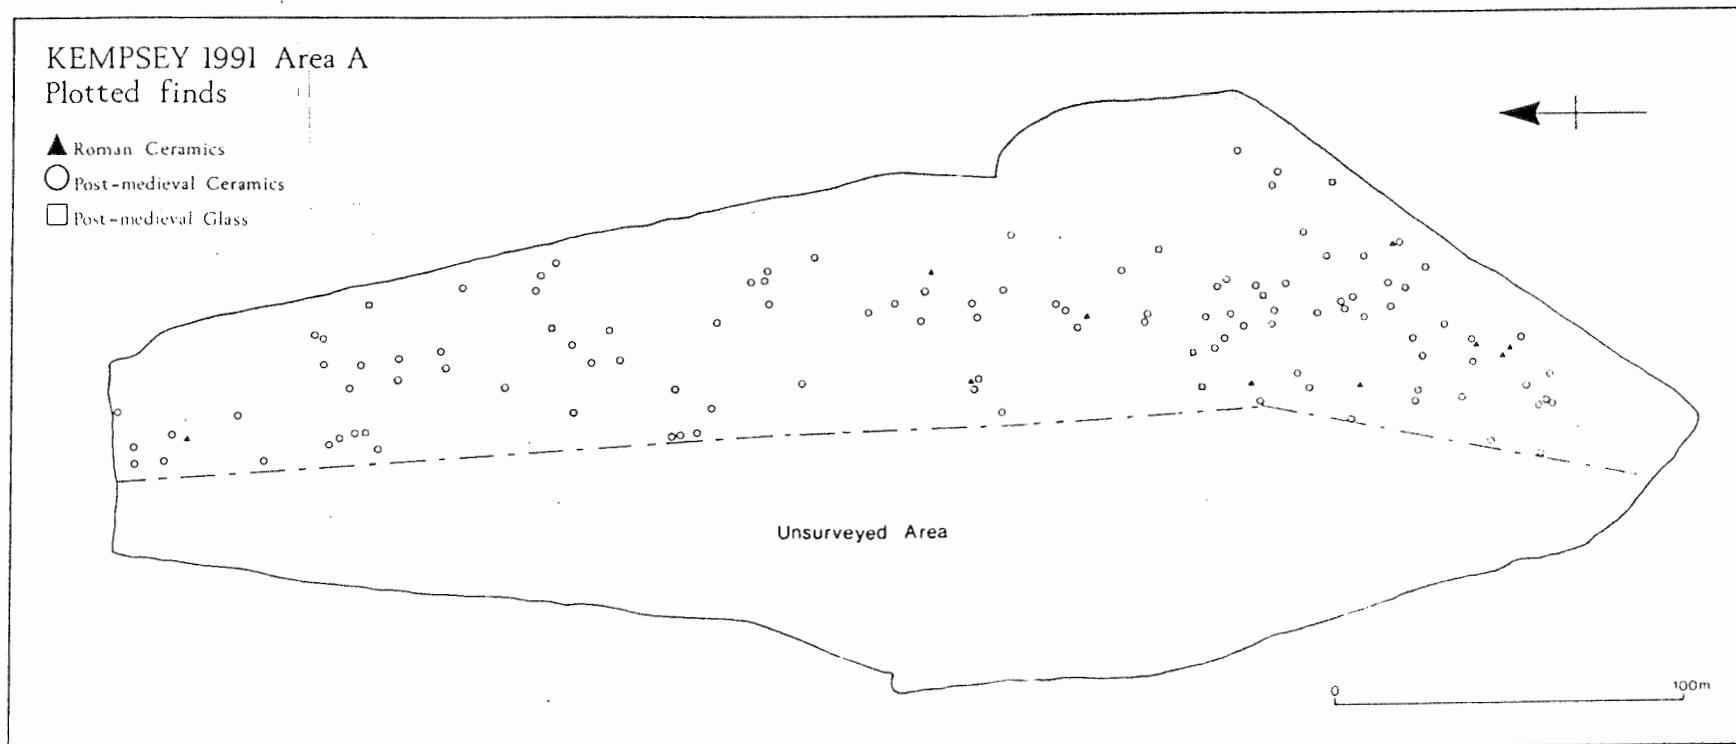 KEMPSEY 1991 Area A
Plotted finds
Roman Ceramics
Post-medieval Ceramics
Post-medieval Glass
Unsurveyed Area
0 100m